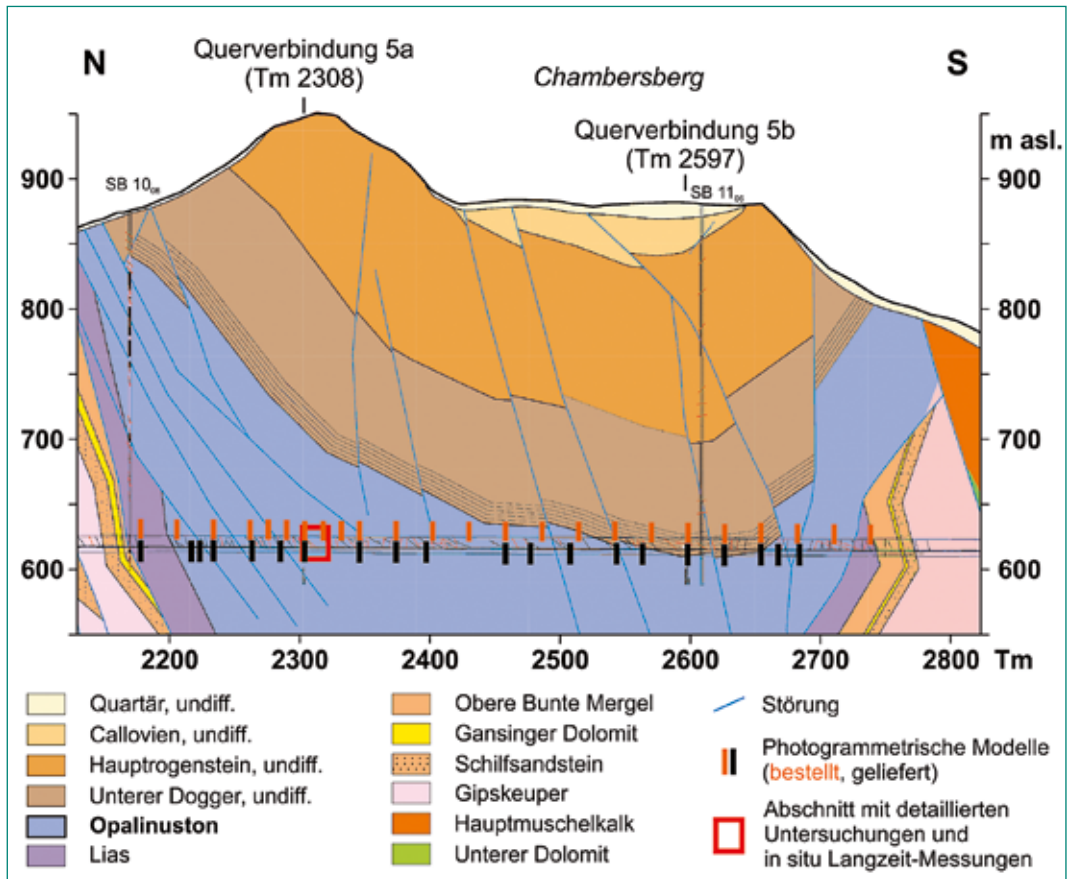 N
Querverbindung 5a
(Tm 2308)
Chambersberg
S
Querverbindung 5b
(Tm 2597)
m asl.
SB 10
SB 11
900
900
800
800
700
700
600
600
2200
2300
2400
2500
2600
2700
2800
Tm
Quartär, undiff.
Callovien, undiff.
Hauptrogenstein, undiff.
Unterer Dogger, undiff.
Opalinuston
Lias
Obere Bunte Mergel
Gansinger Dolomit
Schilfsandstein
Gipskeuper
Hauptmuschelkalk
Unterer Dolomit
Störung
Photogrammetrische Modelle
(bestellt, geliefert)
Abschnitt mit detaillierten
Untersuchungen und
in situ Langzeit-Messungen